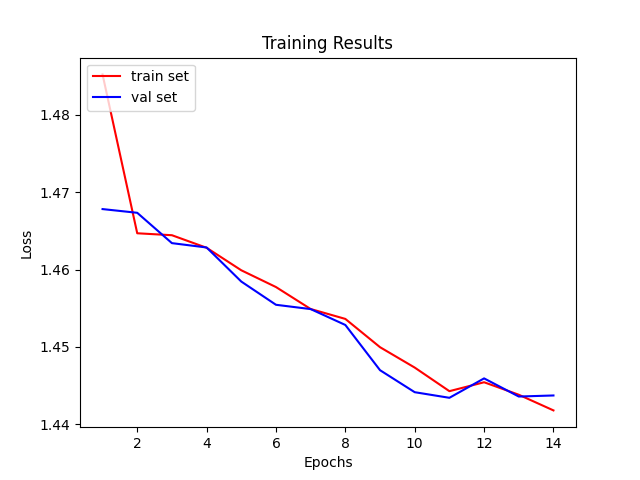 Training Results
train set
val set
1.48
1.47
1.46
1.45
1.44
Loss
2 4 6 8 10 12 14
Epochs